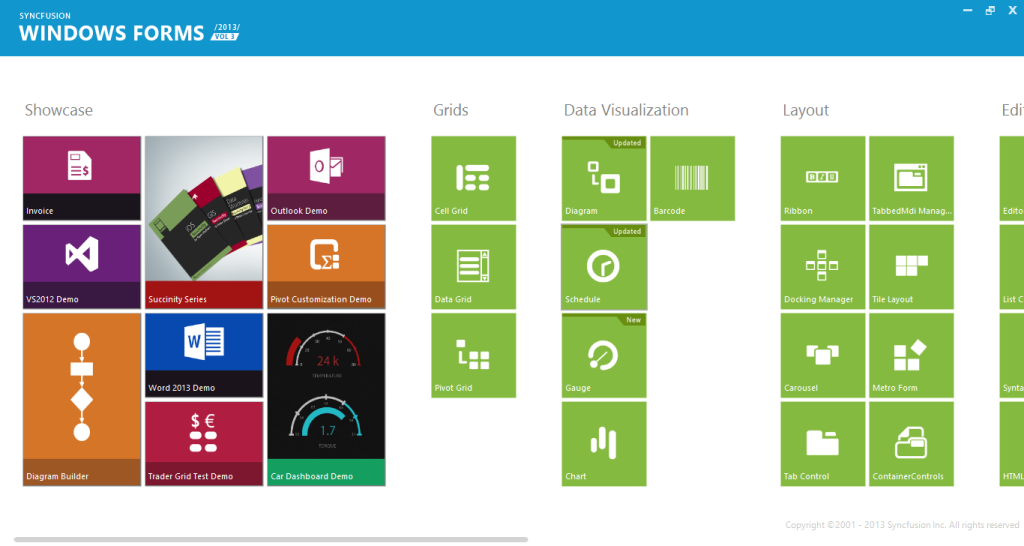 SYNCFUSION
WINDOWS FORMS
/2013/
VOL 3
Showcase
Invoice
Succinity Series
Outlook Demo
VS2012 Demo
Pivot Customization Demo
Diagram Builder
Word 2013 Demo
Trader Grid Test Demo
24 k
TEMPERATURE
1.7
TORQUE
Car Dashboard Demo
Grids
Cell Grid
Data Grid
Pivot Grid
Data Visualization
Updated
Diagram
Barcode
Updated
Schedule
New
Gauge
Chart
Layout
Ribbon
TabbedMdi Manag...
Docking Manager
Tile Layout
Carousel
Metro Form
Tab Control
ContainerControls
Edi
Edito
List C
Synta
HTML
Copyright ©2001 - 2013 Syncfusion Inc. All rights reserved